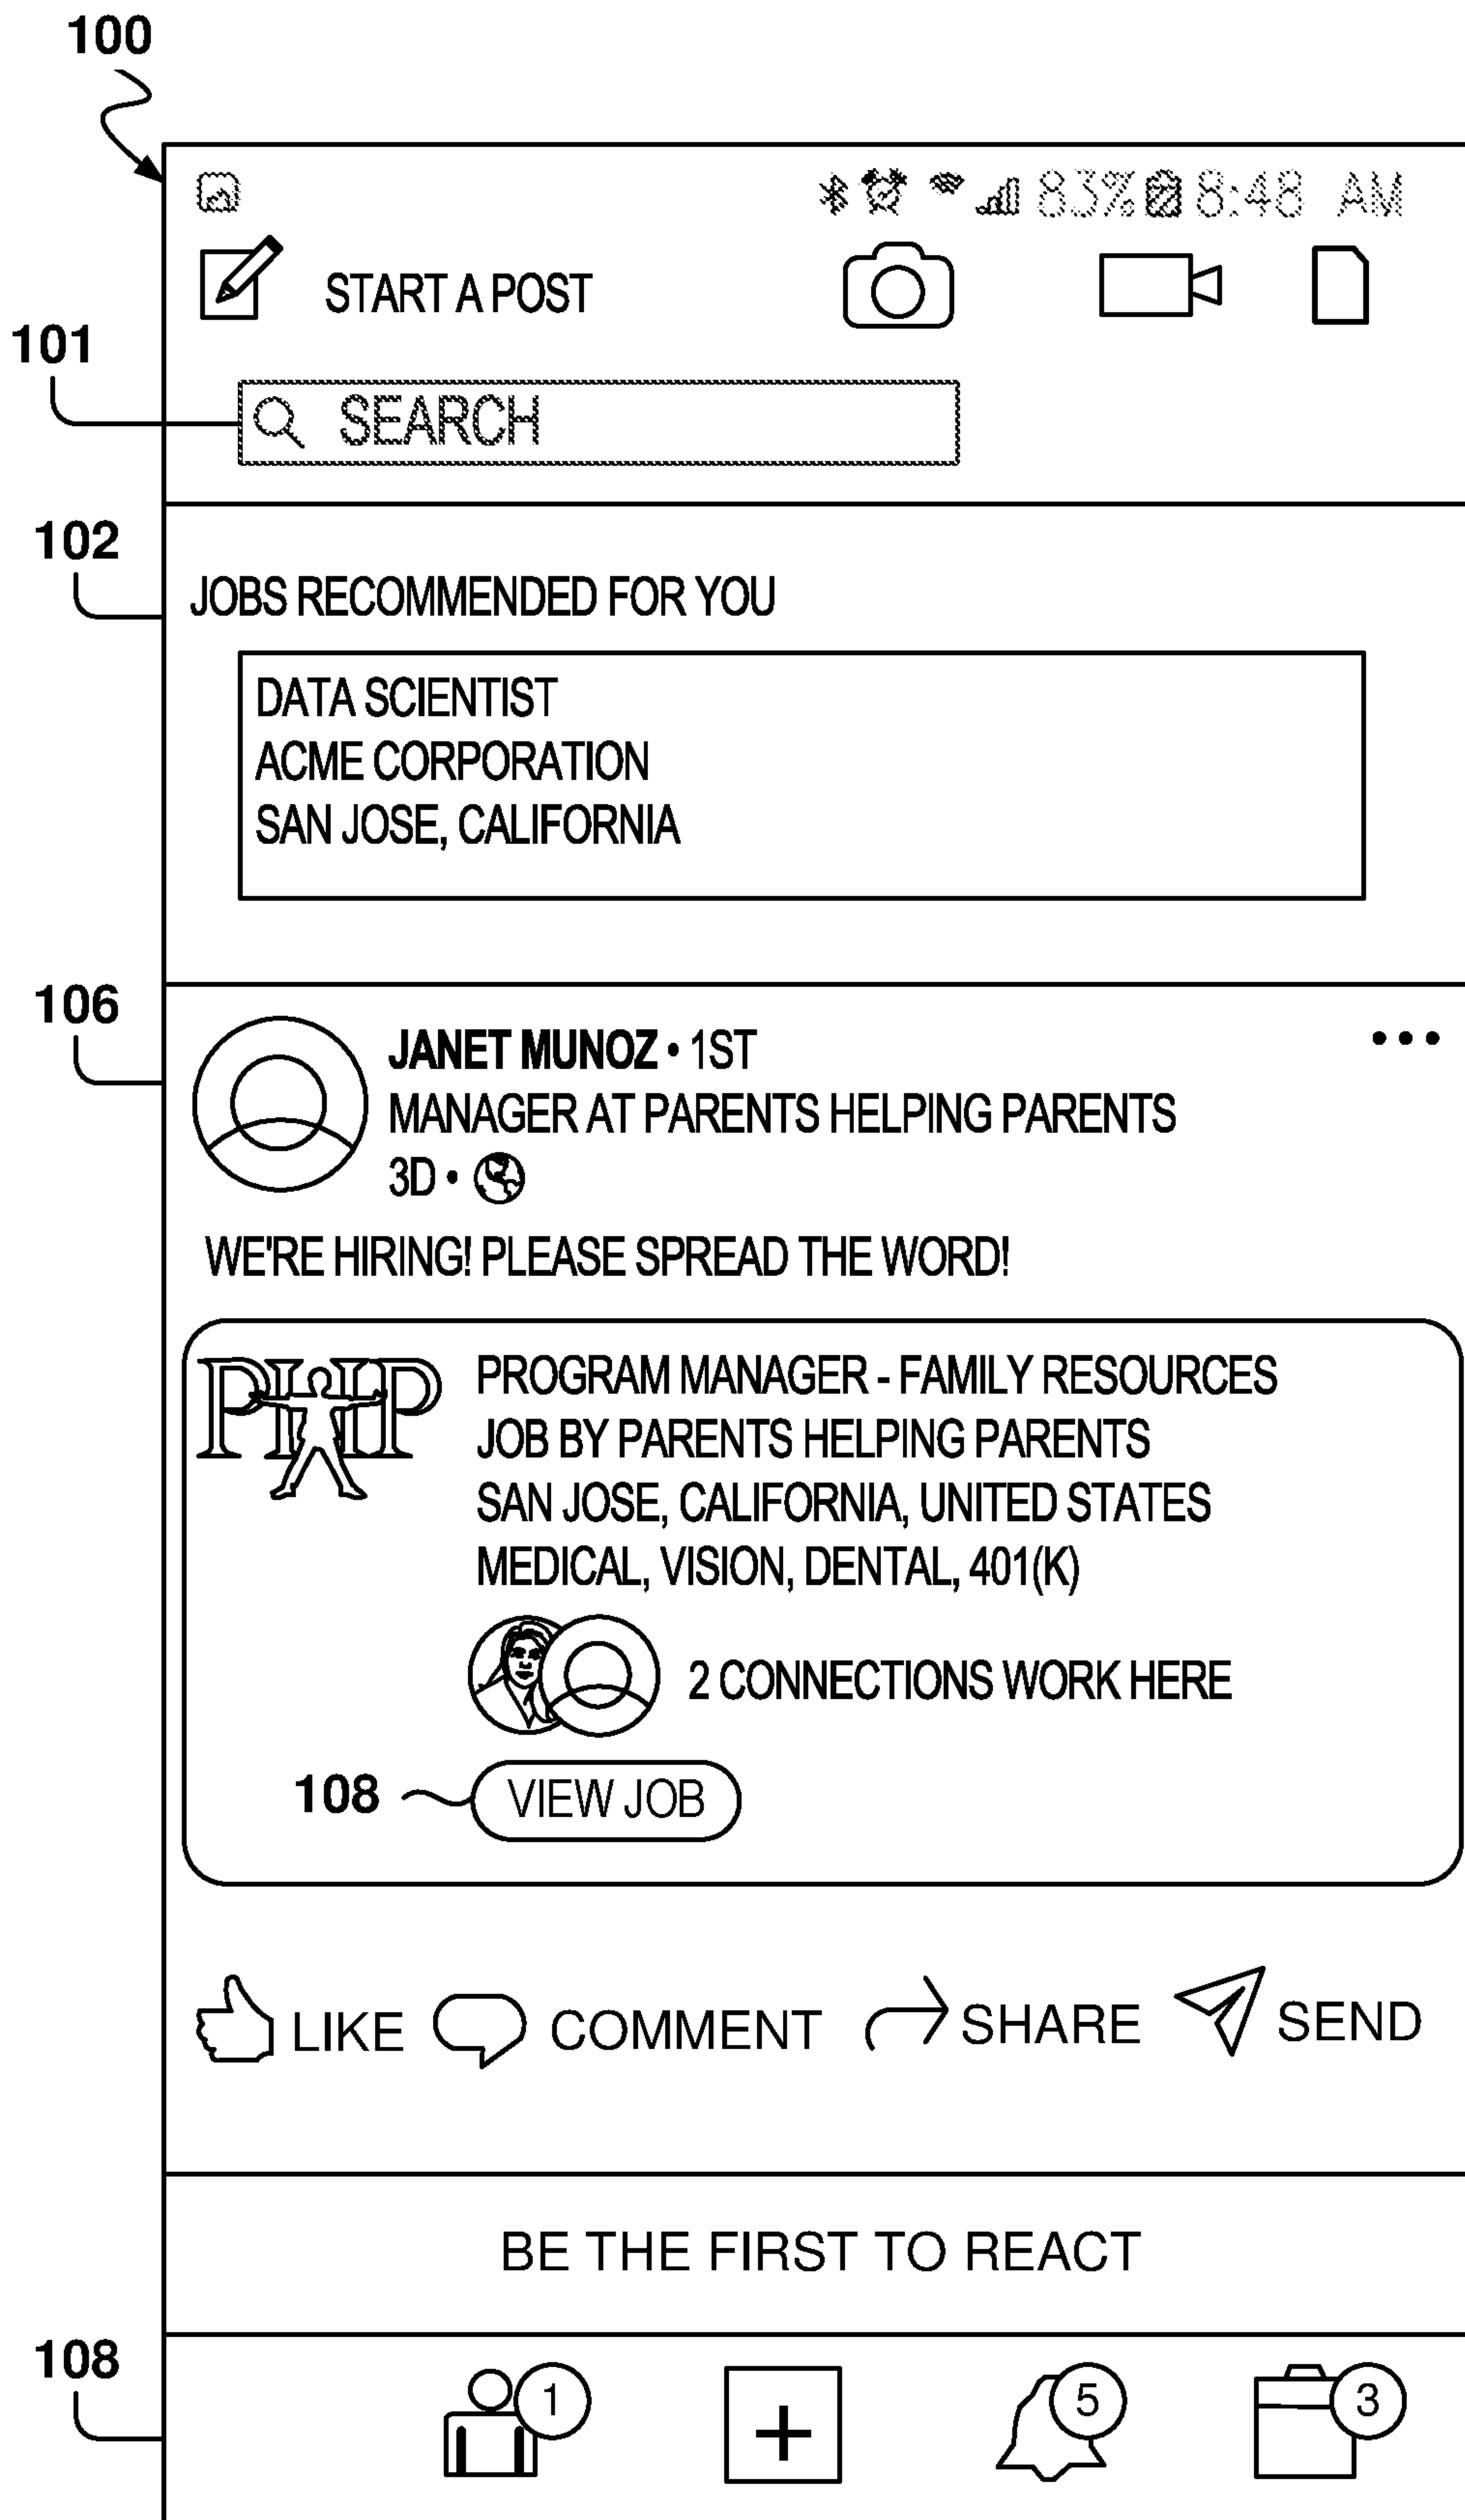 100
83% 8:48 AM
START A POST
101
SEARCH
102
JOBS RECOMMENDED FOR YOU
DATA SCIENTIST
ACME CORPORATION
SAN JOSE, CALIFORNIA
106
JANET MUNOZ • 1ST
MANAGER AT PARENTS HELPING PARENTS
3D •
WE'RE HIRING! PLEASE SPREAD THE WORD!
PHP
PROGRAM MANAGER - FAMILY RESOURCES
JOB BY PARENTS HELPING PARENTS
SAN JOSE, CALIFORNIA, UNITED STATES
MEDICAL, VISION, DENTAL, 401(K)
2 CONNECTIONS WORK HERE
108 VIEW JOB
LIKE COMMENT SHARE SEND
BE THE FIRST TO REACT
108
1 5 3